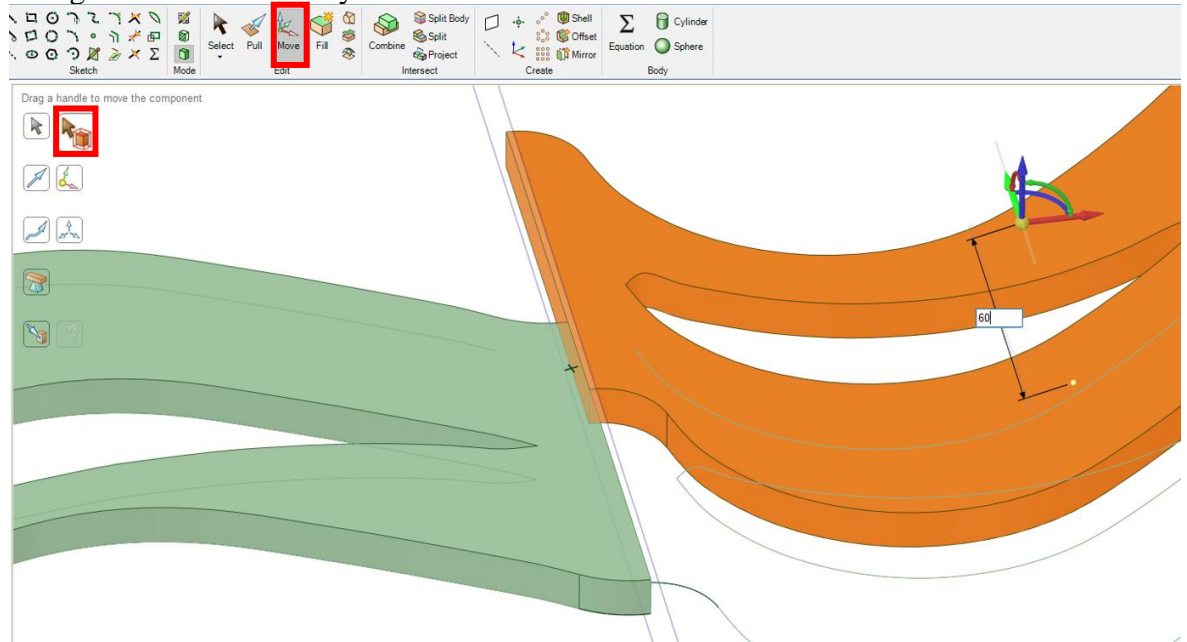 Split Body
Shell
Cylinder
Split
Offset
Select
Pull
Move
Fill
Combine
Project
Mirror
Equation
Sphere
Sketch
Mode
Edit
Intersect
Create
Body
Drag a handle to move the component
60